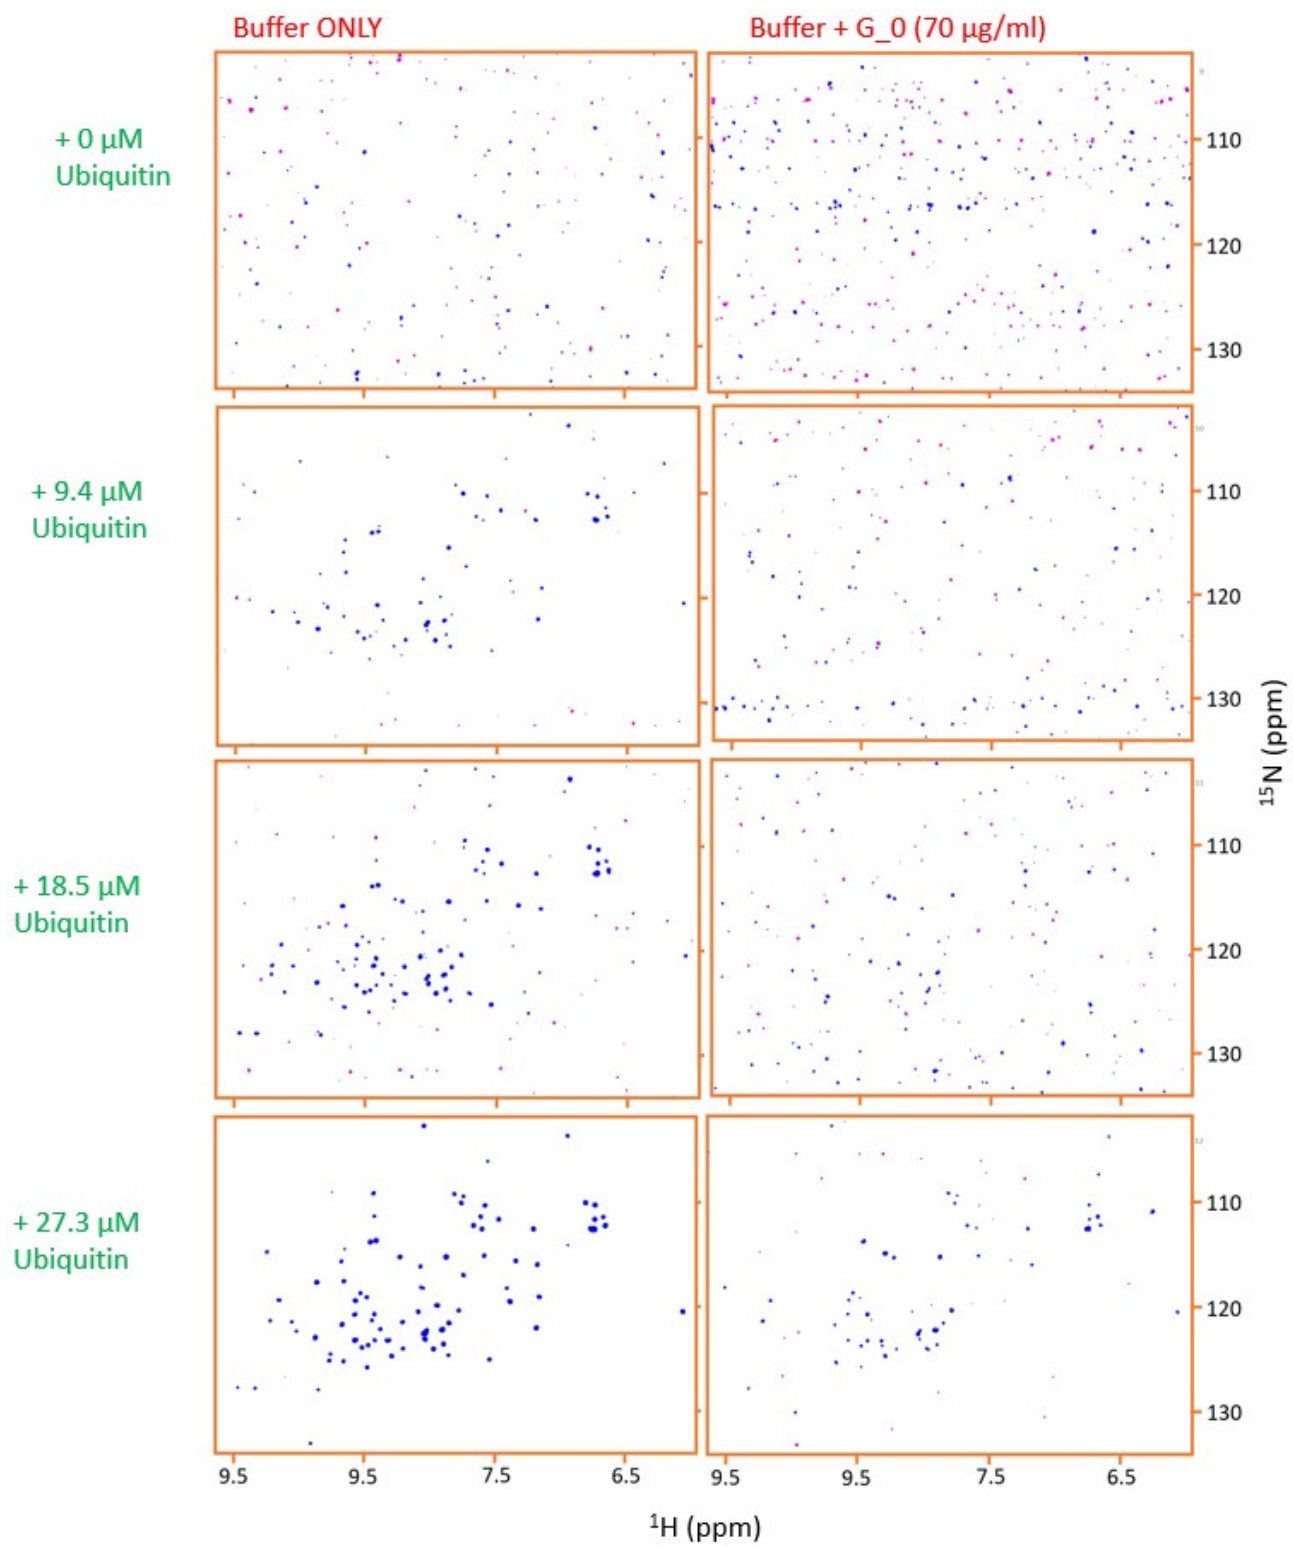 Buffer ONLY
Buffer + G_0 (70 µg/ml)
+ 0 µM
Ubiquitin
110
120
130
+ 9.4 µM
Ubiquitin
110
120
130
+ 18.5 µM
Ubiquitin
110
120
130
+ 27.3 µM
Ubiquitin
110
120
130
15N (ppm)
9.5 9.5 7.5 6.5
9.5 9.5 7.5 6.5
1H (ppm)